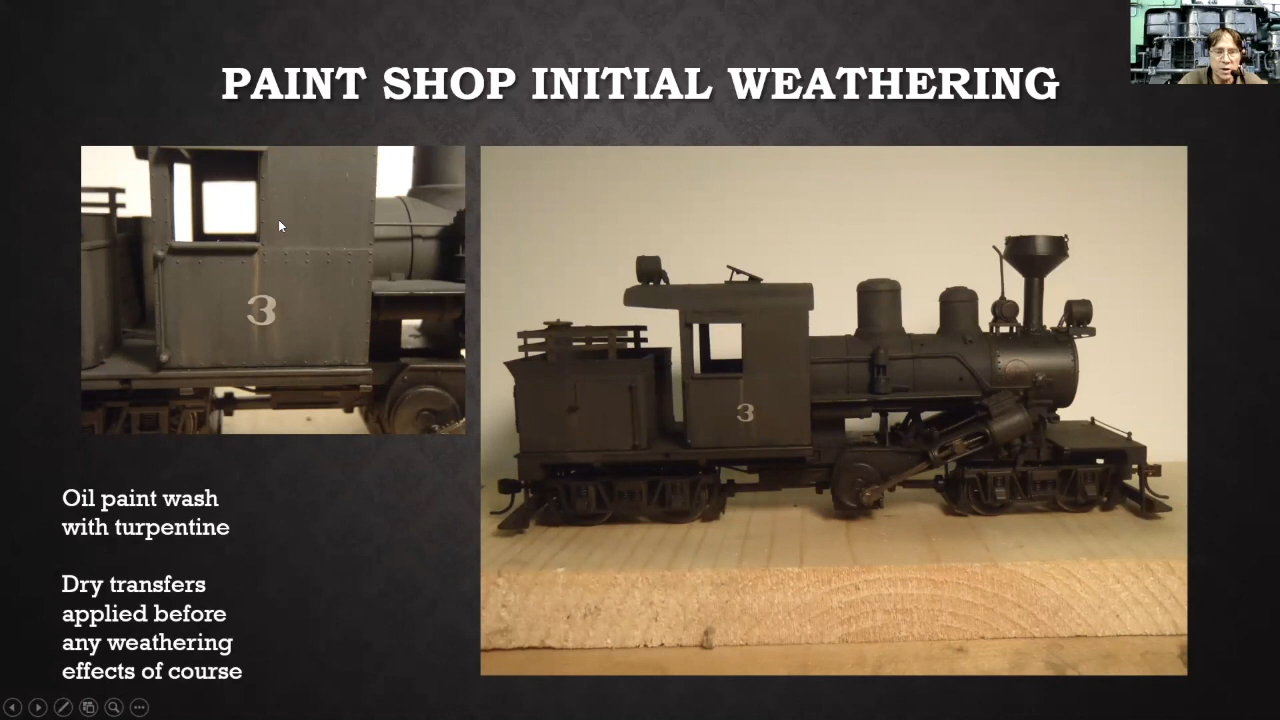 PAINT SHOP INITIAL WEATHERING
3
3
Oil paint wash
with turpentine
Dry transfers
applied before
any weathering
effects of course